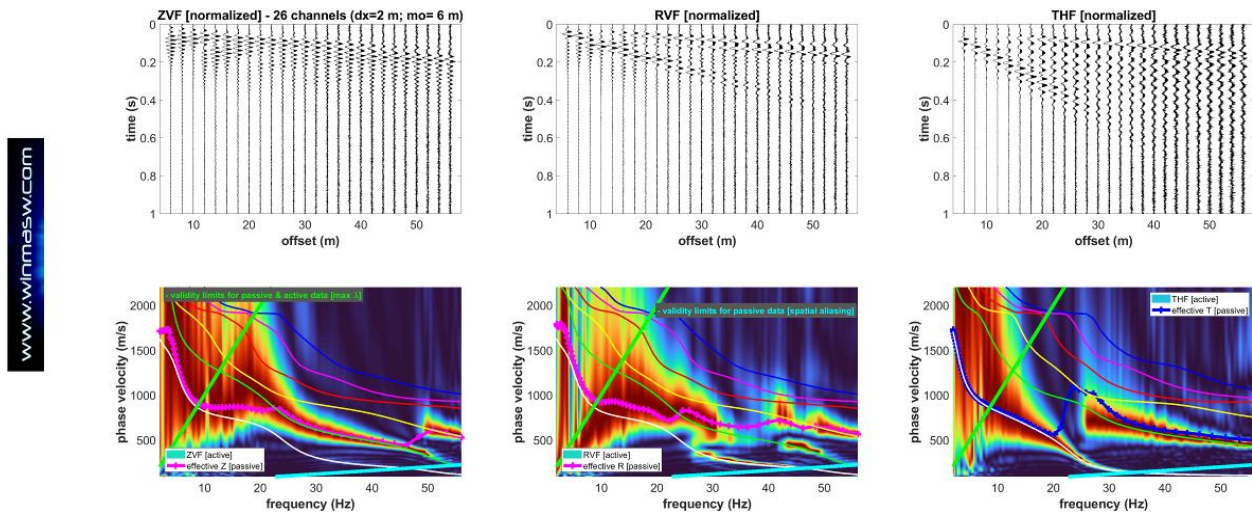 www.winmasw.com
ZVF [normalized] - 26 channels (dx=2 m; mo= 6 m)
0
0.2
0.4
0.6
0.8
1
time (s)
10 20 30 40 50
offset (m)
RVF [normalized]
0
0.2
0.4
0.6
0.8
1
time (s)
10 20 30 40 50
offset (m)
THF [normalized]
0
0.2
0.4
0.6
0.8
1
time (s)
10 20 30 40 50
offset (m)
- validity limits for passive & active data [max λ]
2000
1500
1000
500
phase velocity (m/s)
ZVF [active]
effective Z [passive]
10 20 30 40 50
frequency (Hz)
- validity limits for passive data [spatial aliasing]
2000
1500
1000
500
phase velocity (m/s)
RVF [active]
effective R [passive]
10 20 30 40 50
frequency (Hz)
THF [active]
effective T [passive]
2000
1500
1000
500
phase velocity (m/s)
10 20 30 40 50
frequency (Hz)